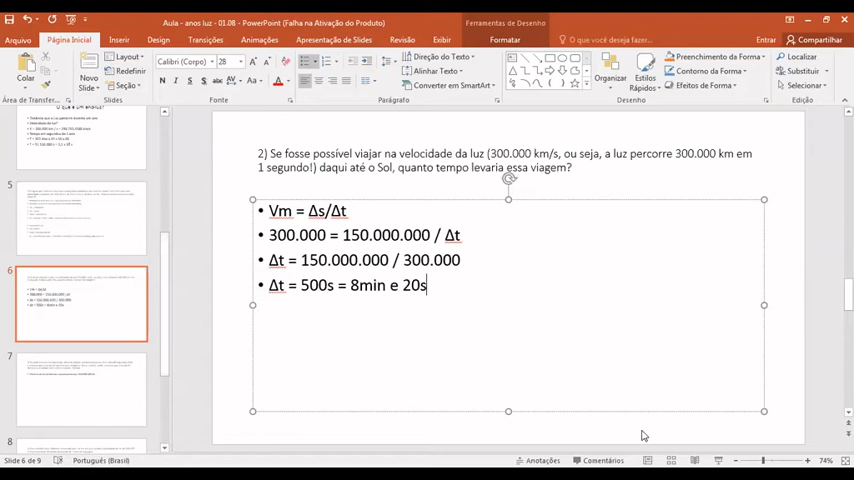 Aula - anos luz - 01.08 - PowerPoint (Falha na Ativação do Produto)
Ferramentas de Desenho
Arquivo Página Inicial Inserir Design Transições Animações Apresentação de Slides Revisão Exibir Formatar O que você deseja fazer... Entrar Compartilhar
Colar
Novo Slide
Layout
Redefinir
Seção
Calibri (Corpo) 28
N I S S abc AV Aa A
Direção do Texto
Alinhar Texto
Converter em SmartArt
Organizar
Estilos Rápidos
Preenchimento da Forma
Contorno da Forma
Efeitos de Forma
Localizar
Substituir
Selecionar
Área de Transfer... Slides Fonte Parágrafo Desenho Edição
5
6
7
8
2) Se fosse possível viajar na velocidade da luz (300.000 km/s, ou seja, a luz percorre 300.000 km em
1 segundo!) daqui até o Sol, quanto tempo levaria essa viagem?
• Vm = Δs/Δt
• 300.000 = 150.000.000 / Δt
• Δt = 150.000.000 / 300.000
• Δt = 500s = 8min e 20s
Slide 6 de 9 Português (Brasil) Anotações Comentários 74%